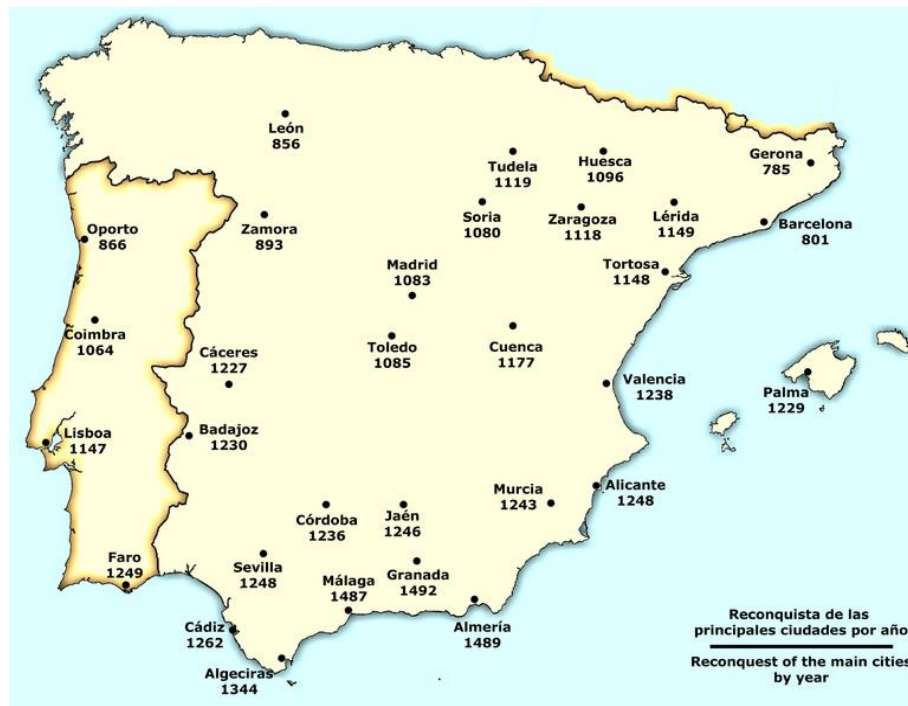 León
856
Tudela
1119
Huesca
1096
Gerona
785
Oporto
866
Zamora
893
Soria
1080
Zaragoza
1118
Lérida
1149
Barcelona
801
Madrid
1083
Tortosa
1148
Coimbra
1064
Toledo
1085
Cuenca
1177
Cáceres
1227
Valencia
1238
Palma
1229
Lisboa
1147
Badajoz
1230
Murcia
1243
Alicante
1248
Córdoba
1236
Jaén
1246
Faro
1249
Sevilla
1248
Málaga
1487
Granada
1492
Cádiz
1262
Almería
1489
Algeciras
1344
Reconquista de las
principales ciudades por año
Reconquest of the main cities
by year